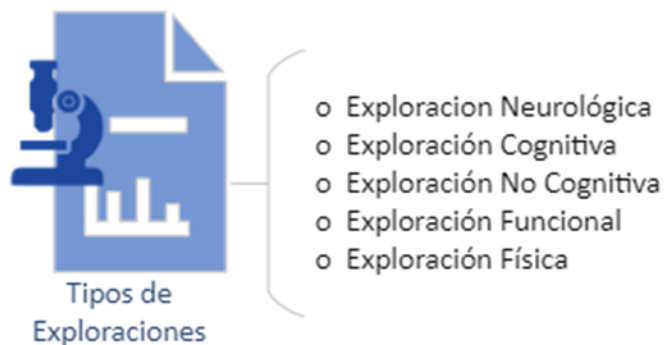 o Exploracion Neurológica
o Exploración Cognitiva
o Exploración No Cognitiva
o Exploración Funcional
o Exploración Física
Tipos de
Exploraciones